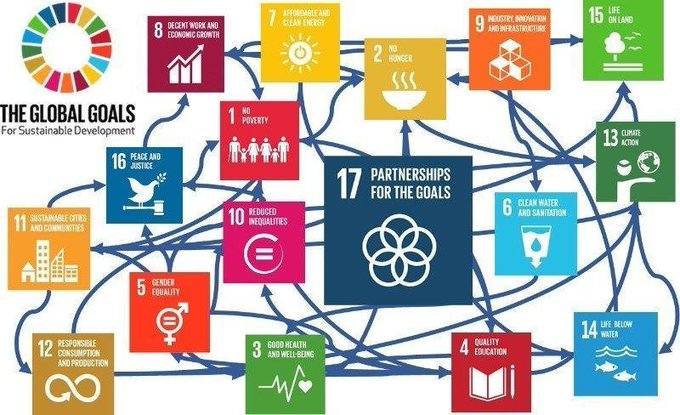 THE GLOBAL GOALS
For Sustainable Development
8 DECENT WORK AND
ECONOMIC GROWTH
7 AFFORDABLE AND
CLEAN ENERGY
2 NO
HUNGER
9 INDUSTRY, INNOVATION
AND INFRASTRUCTURE
15 LIFE
ON LAND
1 NO
POVERTY
16 PEACE AND
JUSTICE
17 PARTNERSHIPS
FOR THE GOALS
13 CLIMATE
ACTION
11 SUSTAINABLE CITIES
AND COMMUNITIES
10 REDUCED
INEQUALITIES
6 CLEAN WATER
AND SANITATION
5 GENDER
EQUALITY
12 RESPONSIBLE
CONSUMPTION
AND PRODUCTION
3 GOOD HEALTH
AND WELL-BEING
4 QUALITY
EDUCATION
14 LIFE BELOW
WATER